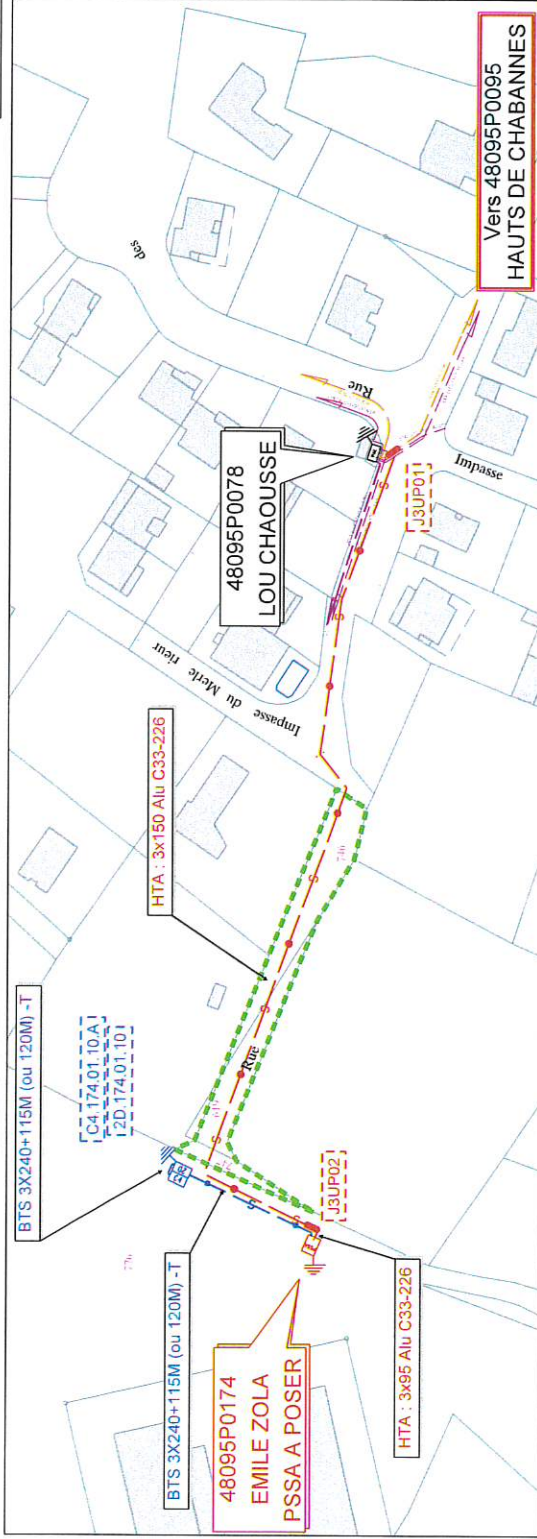 BTS 3X240+115M (ou 120M) -T
C4.174.01.10.A
2D.174.01.10
BTS 3X240+115M (ou 120M) -T
48095P0174
EMILE ZOLA
PSSA A POSER
HTA : 3x95 Alu C33-226
J3UP02
HTA : 3x150 Alu C33-226
Rue
S
S
S
S
S
S
S
746
Impasse du Merle rieur
48095P0078
LOU CHAOUSSE
J3UP01
Impasse
Rue
des
Vers 48095P0095
HAUTS DE CHABANNES